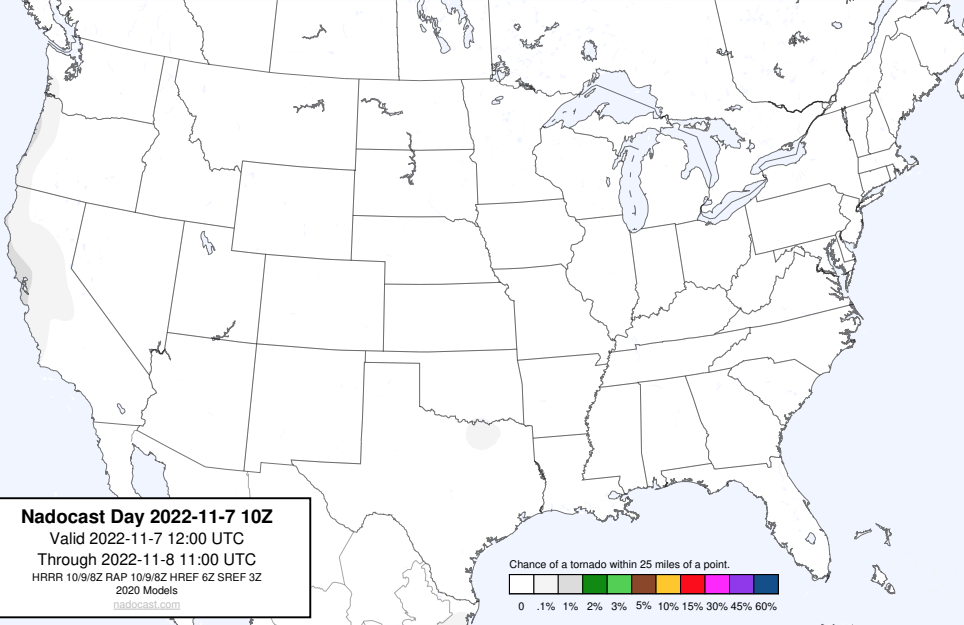 Nadocast Day 2022-11-7 10Z
Valid 2022-11-7 12:00 UTC
Through 2022-11-8 11:00 UTC
HRRR 10/9/8Z RAP 10/9/8Z HREF 6Z SREF 3Z
2020 Models
nadocast.com
Chance of a tornado within 25 miles of a point.
0 .1% 1% 2% 3% 5% 10% 15% 30% 45% 60%